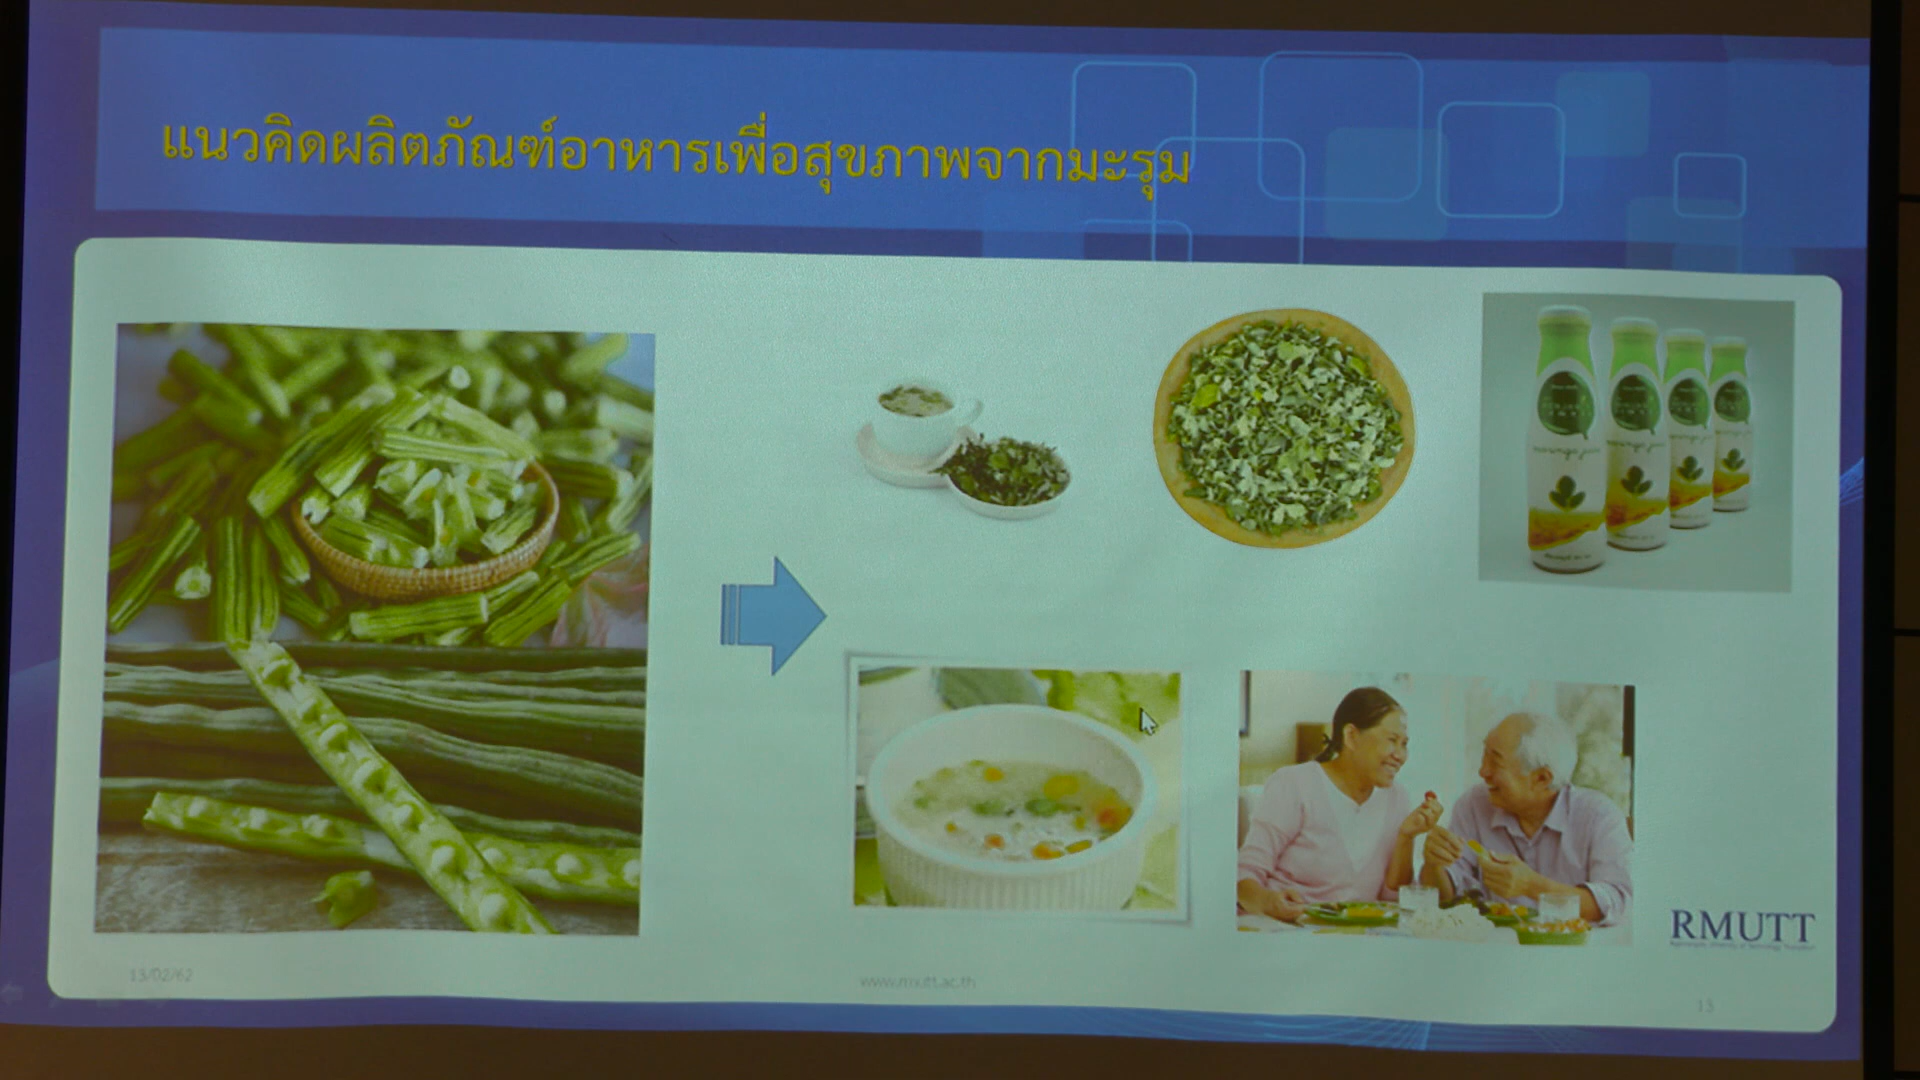 แนวคิดผลิตภัณฑ์อาหารเพื่อสุขภาพจากมะรุม
RMUTT
13/02/62
www.rmutt.ac.th
13